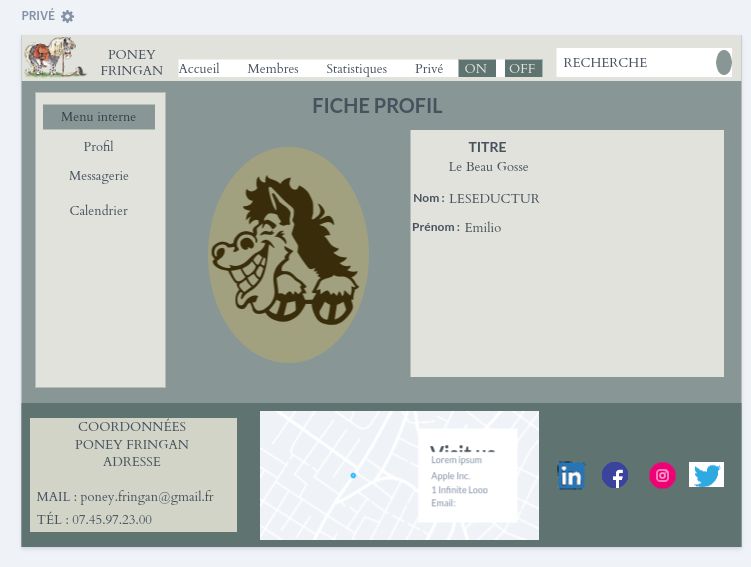 PRIVÉ
PONEY
FRINGAN
Accueil Membres Statistiques Privé ON OFF
RECHERCHE
FICHE PROFIL
Menu interne
Profil
Messagerie
Calendrier
TITRE
Le Beau Gosse
Nom : LESEDUCTUR
Prénom : Emilio
COORDONNÉES
PONEY FRINGAN
ADRESSE
MAIL : poney.fringan@gmail.fr
TÉL : 07.45.97.23.00
Visit us
Lorem ipsum
Apple Inc.
1 Infinite Loop
Email:
in
f